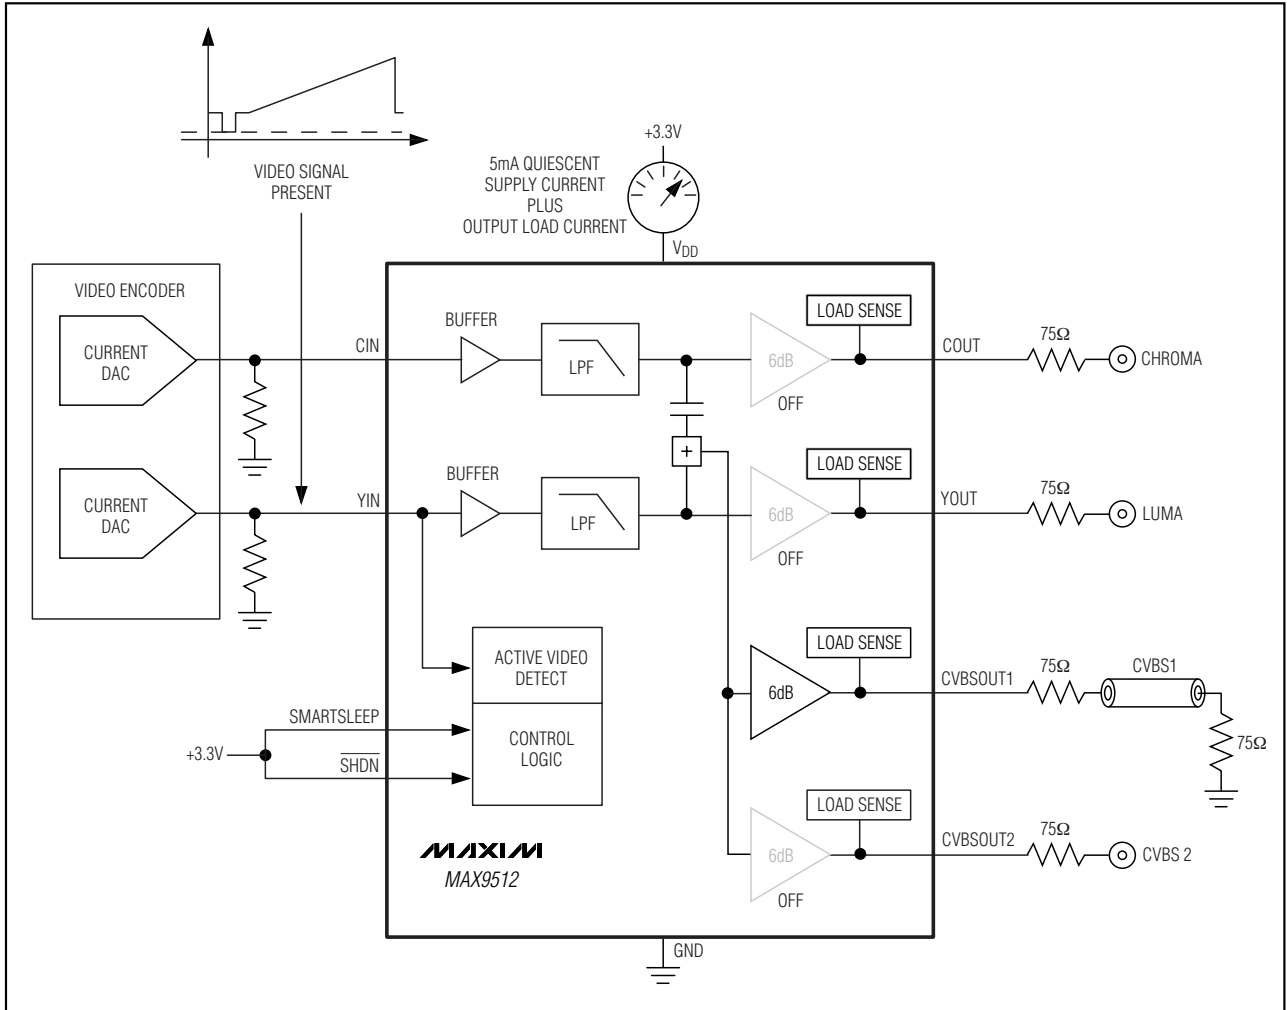 VIDEO SIGNAL
PRESENT
+3.3V
5mA QUIESCENT
SUPPLY CURRENT
PLUS
OUTPUT LOAD CURRENT
VDD
VIDEO ENCODER
CURRENT
DAC
CIN
BUFFER
LPF
6dB
OFF
LOAD SENSE
COUT
75Ω
CHROMA
+
CURRENT
DAC
YIN
BUFFER
LPF
6dB
OFF
LOAD SENSE
YOUT
75Ω
LUMA
ACTIVE VIDEO
DETECT
CONTROL
LOGIC
SMARTSLEEP
+3.3V
SHDN
6dB
LOAD SENSE
CVBSOUT1
75Ω
CVBS1
75Ω
6dB
OFF
LOAD SENSE
CVBSOUT2
75Ω
CVBS 2
MAXIM
MAX9512
GND